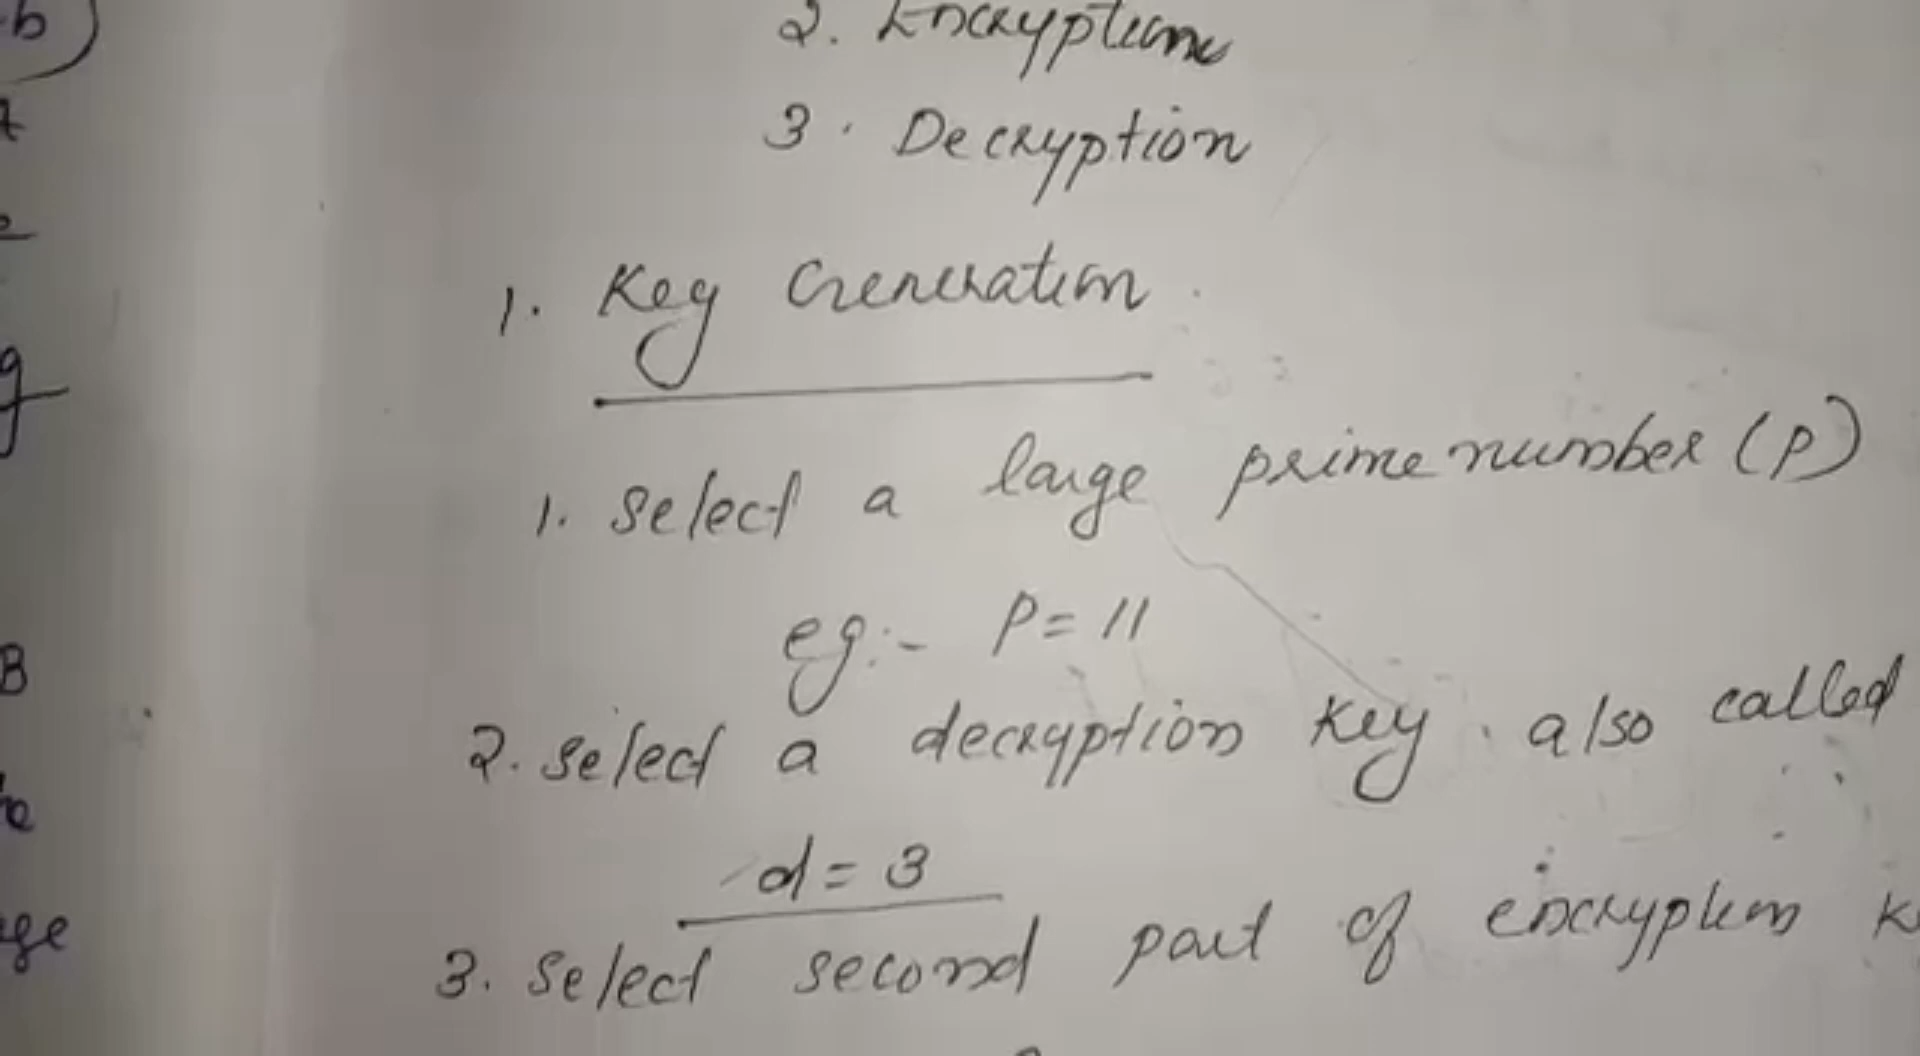 b)
2. Encryption
3. Decryption
1. Key Generation
1. Select a large prime number (P)
eg:- P = 11
2. Select a decryption key. also called
d = 3
3. Select second part of encryption K
B
ge